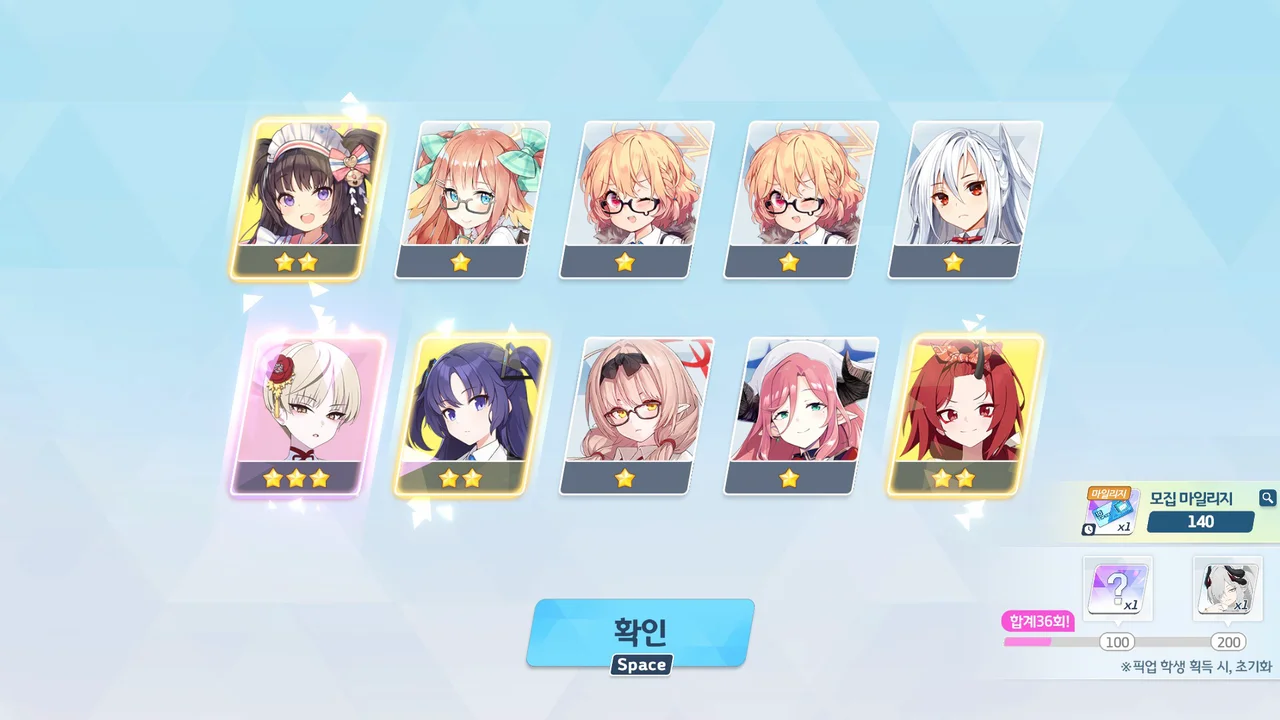 마일리지
x1
모집 마일리지
140
?
x1
x1
합계36회!
100
200
※픽업 학생 획득 시, 초기화
확인
Space